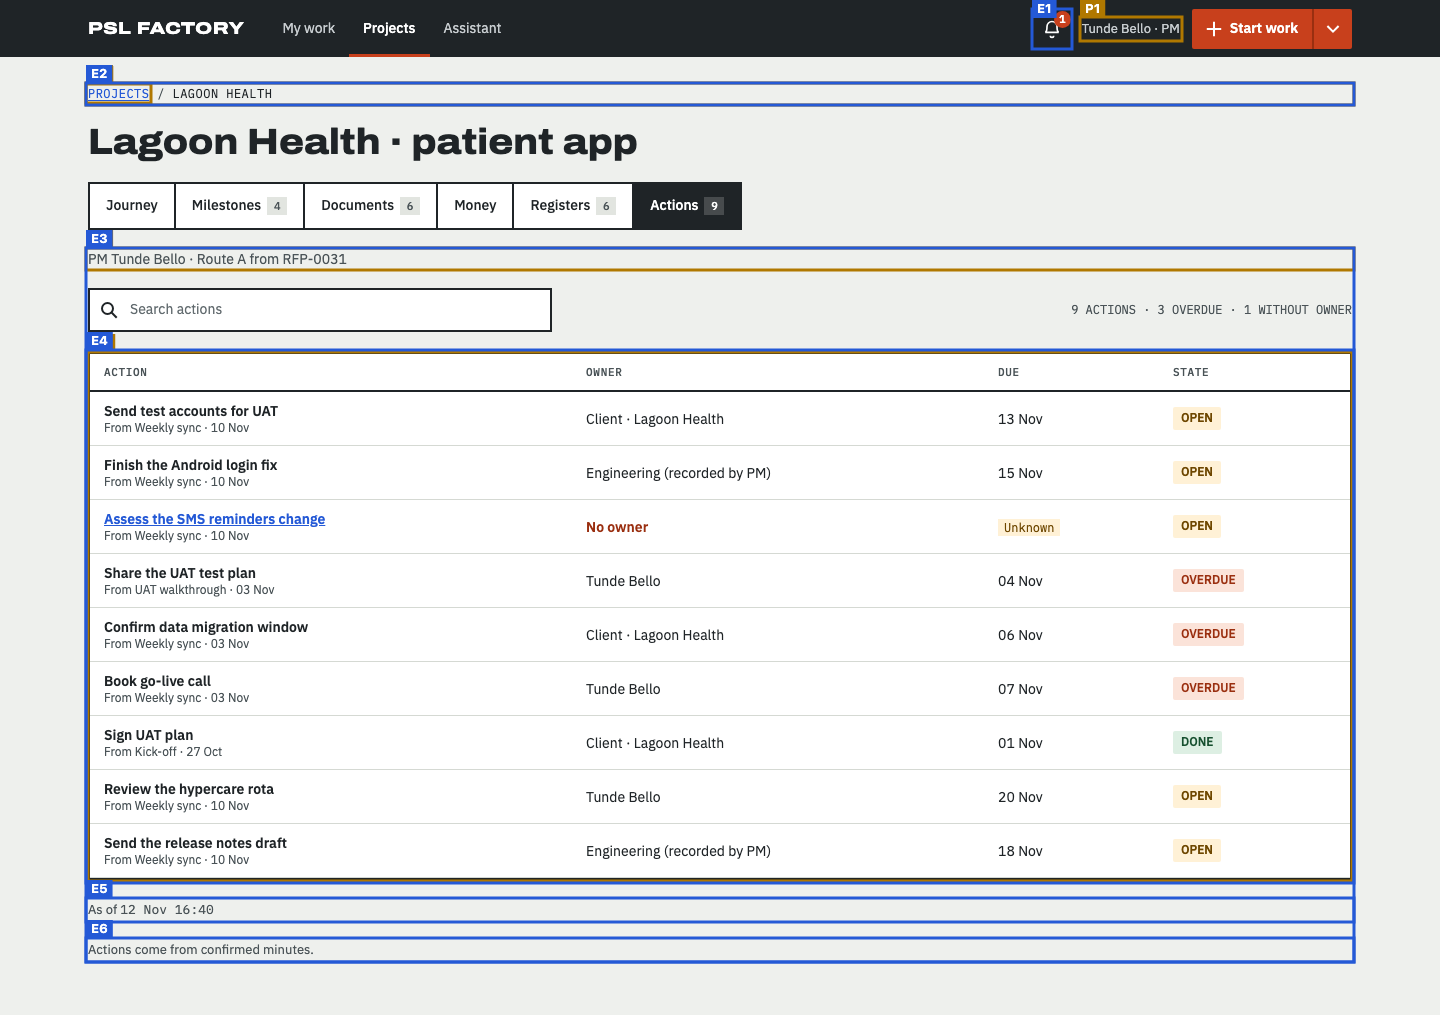 PSL FACTORY
My work
Projects
Assistant
E1
1
P1
Tunde Bello · PM
Start work
E2
PROJECTS / LAGOON HEALTH
Lagoon Health · patient app
Journey
Milestones 4
Documents 6
Money
Registers 6
Actions 9
E3
PM Tunde Bello · Route A from RFP-0031
Search actions
9 ACTIONS · 3 OVERDUE · 1 WITHOUT OWNER
E4
ACTION OWNER DUE STATE
Send test accounts for UAT
From Weekly sync · 10 Nov
Client · Lagoon Health
13 Nov
OPEN
Finish the Android login fix
From Weekly sync · 10 Nov
Engineering (recorded by PM)
15 Nov
OPEN
Assess the SMS reminders change
From Weekly sync · 10 Nov
No owner
Unknown
OPEN
Share the UAT test plan
From UAT walkthrough · 03 Nov
Tunde Bello
04 Nov
OVERDUE
Confirm data migration window
From Weekly sync · 03 Nov
Client · Lagoon Health
06 Nov
OVERDUE
Book go-live call
From Weekly sync · 03 Nov
Tunde Bello
07 Nov
OVERDUE
Sign UAT plan
From Kick-off · 27 Oct
Client · Lagoon Health
01 Nov
DONE
Review the hypercare rota
From Weekly sync · 10 Nov
Tunde Bello
20 Nov
OPEN
Send the release notes draft
From Weekly sync · 10 Nov
Engineering (recorded by PM)
18 Nov
OPEN
E5
As of 12 Nov 16:40
E6
Actions come from confirmed minutes.